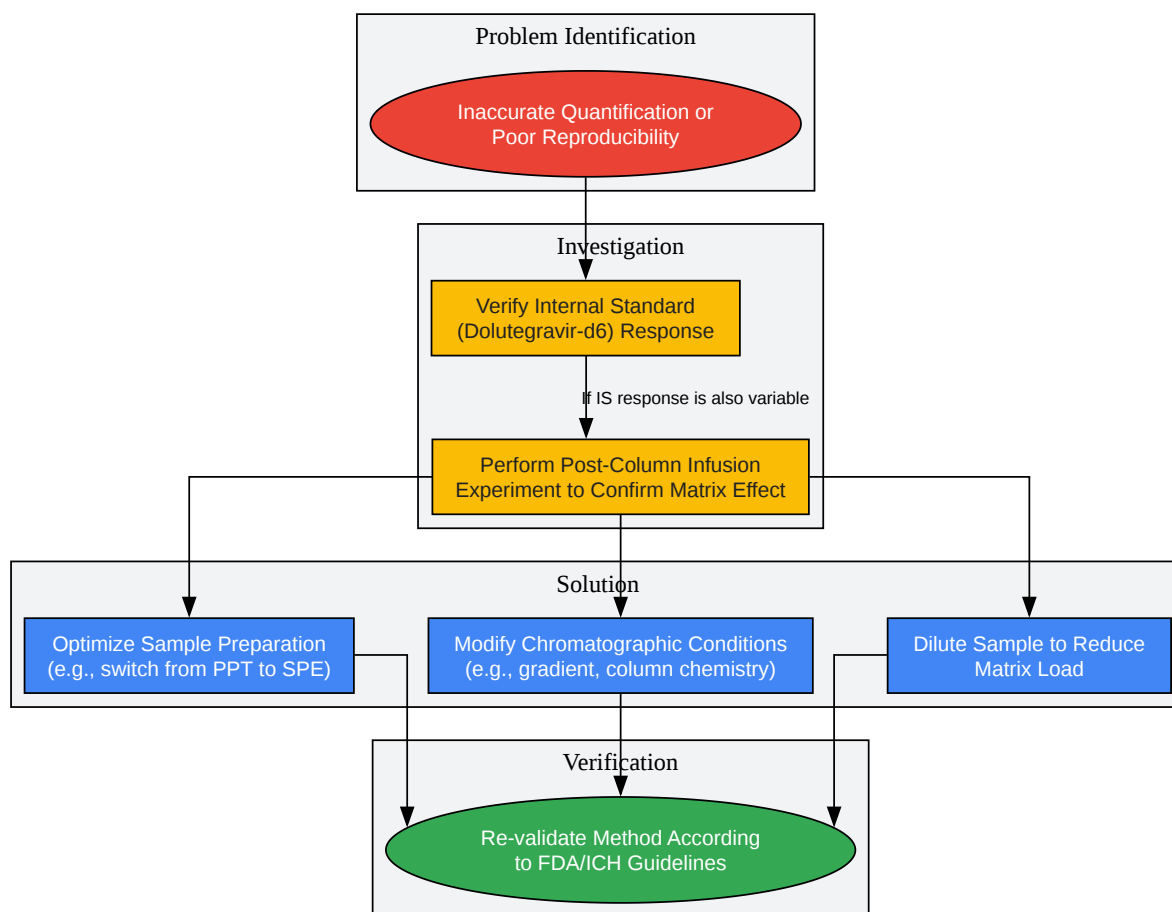 Problem Identification
Inaccurate Quantification or
Poor Reproducibility
Investigation
Verify Internal Standard
(Dolutegravir-d6) Response
If IS response is also variable
Perform Post-Column Infusion
Experiment to Confirm Matrix Effect
Solution
Optimize Sample Preparation
(e.g., switch from PPT to SPE)
Modify Chromatographic Conditions
(e.g., gradient, column chemistry)
Dilute Sample to Reduce
Matrix Load
Verification
Re-validate Method According
to FDA/ICH Guidelines